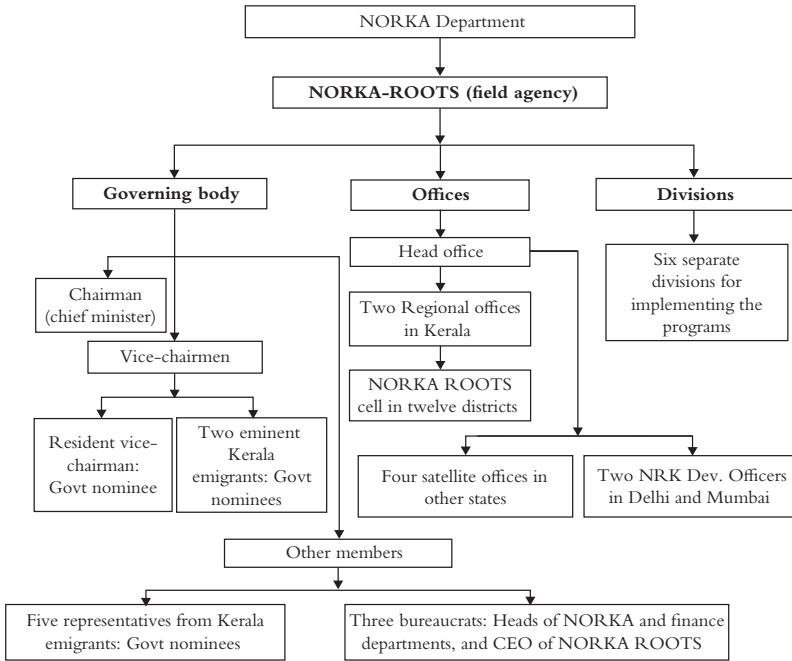 NORKA Department
NORKA-ROOTS (field agency)
Governing body
Offices
Divisions
Head office
Six separate
divisions for
implementing the
programs
Chairman
(chief minister)
Two Regional offices
in Kerala
Vice-chairmen
NORKA ROOTS
cell in twelve districts
Resident vice-
chairman:
Govt nominee
Two eminent
Kerala
emigrants: Govt
nominees
Four satellite offices in
other states
Two NRK Dev. Officers
in Delhi and Mumbai
Other members
Five representatives from Kerala
emigrants: Govt nominees
Three bureaucrats: Heads of NORKA and finance
departments, and CEO of NORKA ROOTS